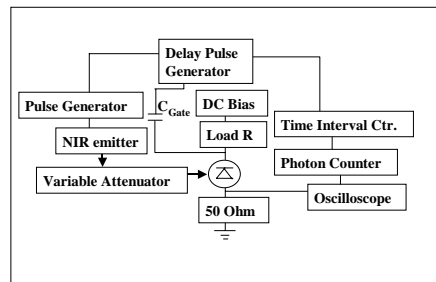 Delay Pulse
Generator
Pulse Generator
C Gate
DC Bias
Time Interval Ctr.
NIR emitter
Load R
Photon Counter
Variable Attenuator
Oscilloscope
50 Ohm